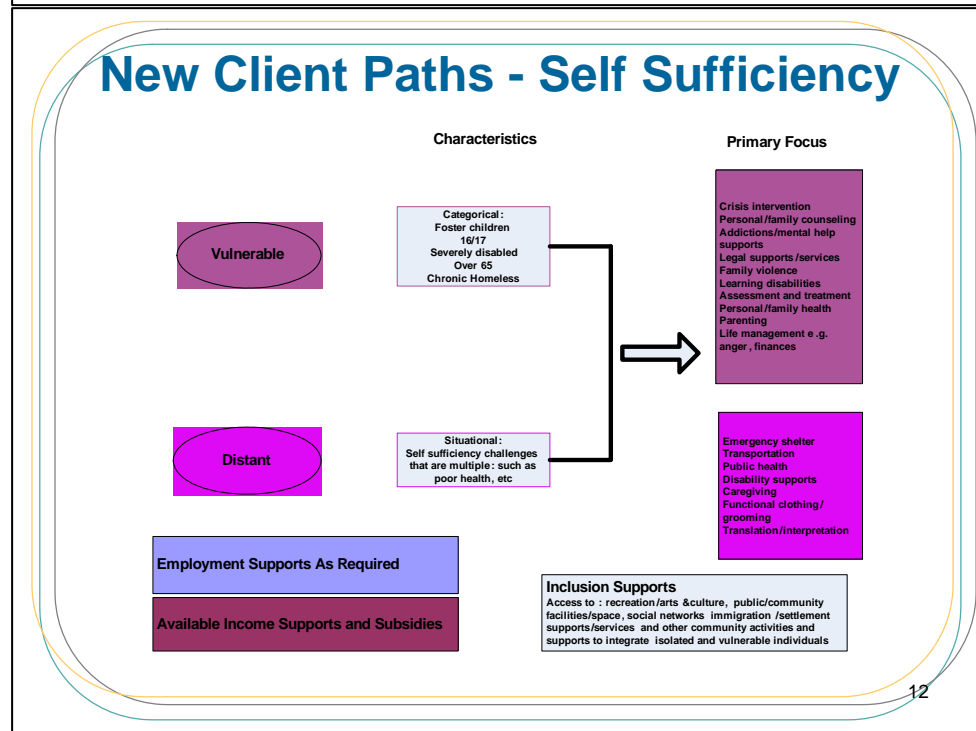 New Client Paths - Self Sufficiency
Characteristics
Primary Focus
Vulnerable
Categorical:
Foster children
16/17
Severely disabled
Over 65
Chronic Homeless
Crisis intervention
Personal/family counseling
Addictions/mental help
supports
Legal supports/services
Family violence
Learning disabilities
Assessment and treatment
Personal/family health
Parenting
Life management e.g.
anger, finances
Distant
Situational:
Self sufficiency challenges
that are multiple: such as
poor health, etc
Emergency shelter
Transportation
Public health
Disability supports
Caregiving
Functional clothing/
grooming
Translation/interpretation
Employment Supports As Required
Available Income Supports and Subsidies
Inclusion Supports
Access to : recreation/arts &culture, public/community
facilities/space, social networks immigration /settlement
supports/services and other community activities and
supports to integrate isolated and vulnerable individuals
12